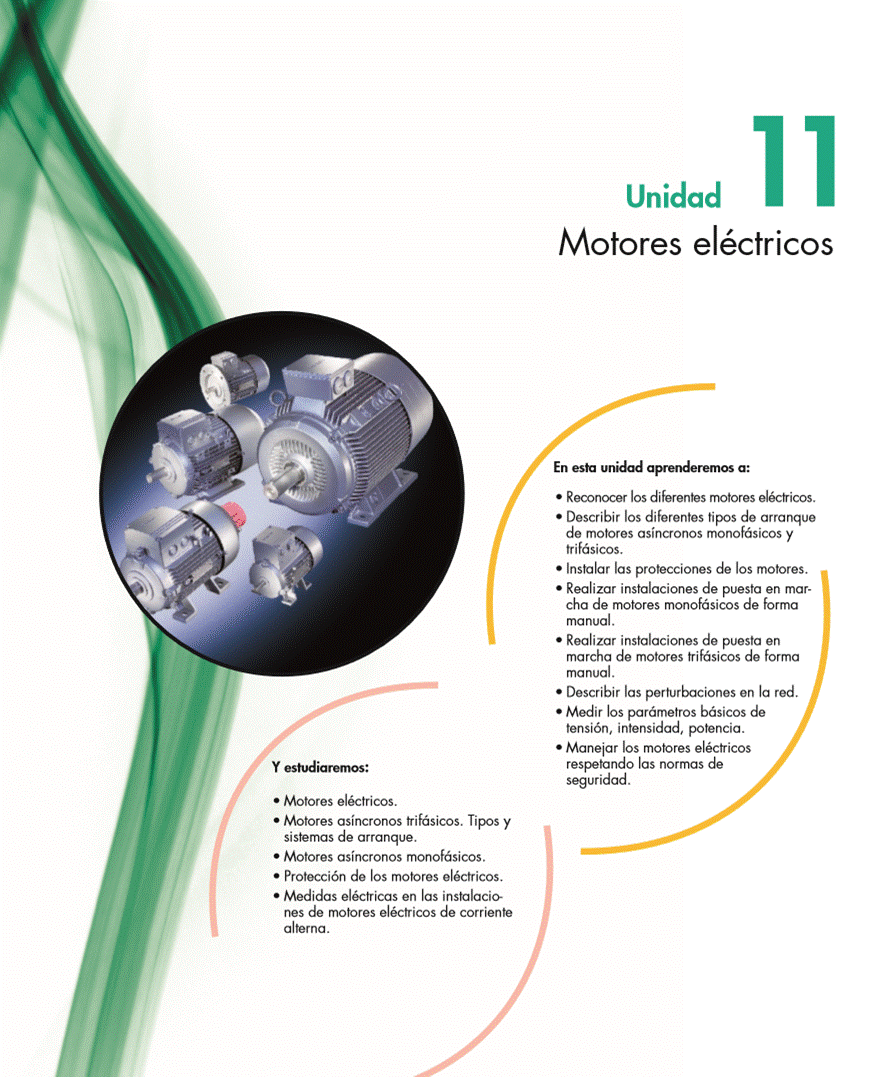 Unidad 11
Motores eléctricos
En esta unidad aprenderemos a:
• Reconocer los diferentes motores eléctricos.
• Describir los diferentes tipos de arranque
de motores asíncronos monofásicos y
trifásicos.
• Instalar las protecciones de los motores.
• Realizar instalaciones de puesta en mar-
cha de motores monofásicos de forma
manual.
• Realizar instalaciones de puesta en
marcha de motores trifásicos de forma
manual.
• Describir las perturbaciones en la red.
• Medir los parámetros básicos de
tensión, intensidad, potencia.
• Manejar los motores eléctricos
respetando las normas de
seguridad.
Y estudiaremos:
• Motores eléctricos.
• Motores asíncronos trifásicos. Tipos y
sistemas de arranque.
• Motores asíncronos monofásicos.
• Protección de los motores eléctricos.
• Medidas eléctricas en las instalacio-
nes de motores eléctricos de corriente
alterna.